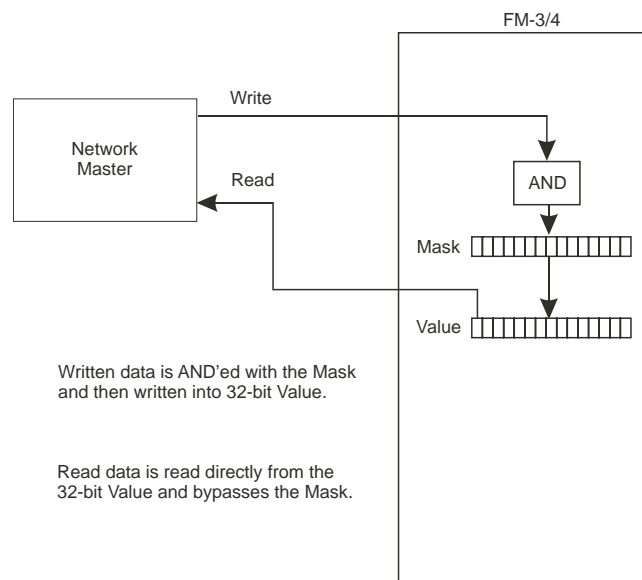 FM-3/4
Write
Network
Master
Read
AND
Mask
Value
Written data is AND’ed with the Mask
and then written into 32-bit Value.
Read data is read directly from the
32-bit Value and bypasses the Mask.